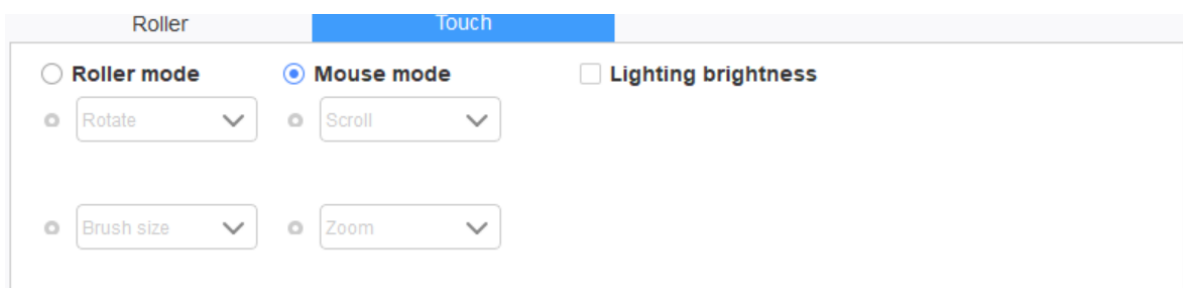 Roller Touch
Roller mode Mouse mode Lighting brightness
Rotate Scroll
Brush size Zoom